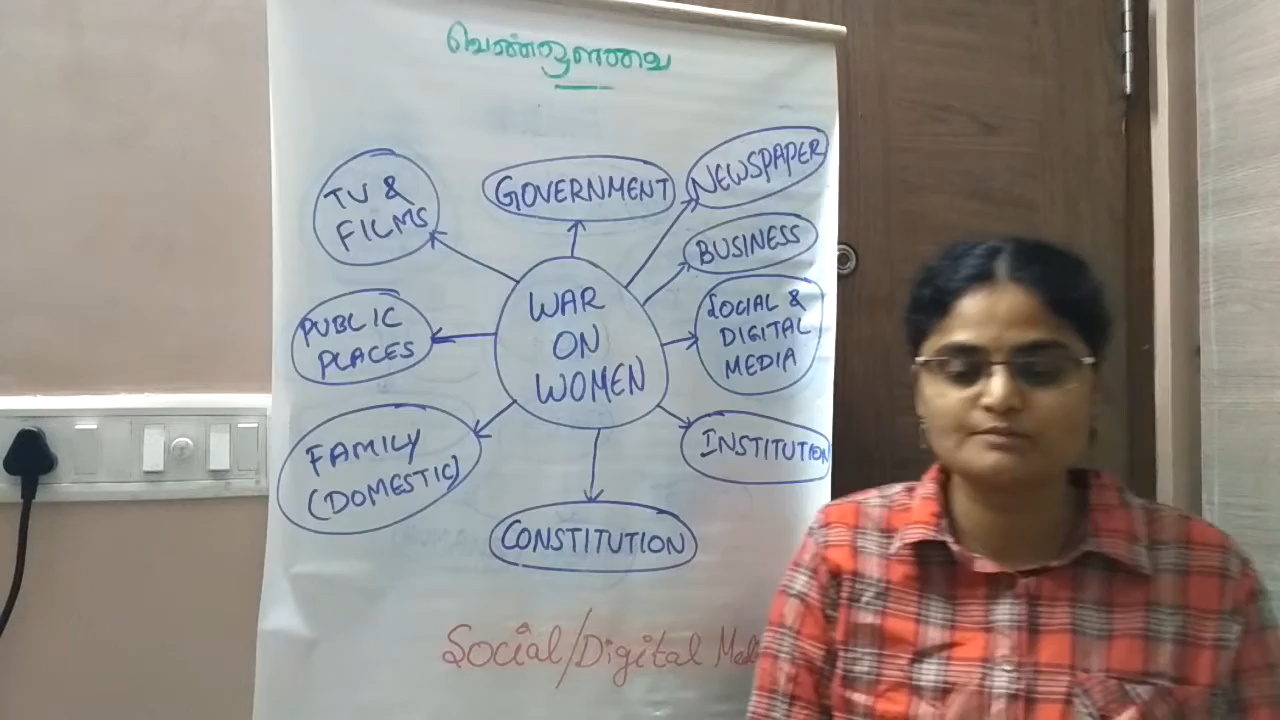 GOVERNMENT
NEWSPAPER
TV &
FILMS
BUSINESS
WAR
ON
WOMEN
PUBLIC
PLACES
SOCIAL &
DIGITAL
MEDIA
FAMILY
(DOMESTIC)
INSTITUTION
CONSTITUTION
Social/Digital